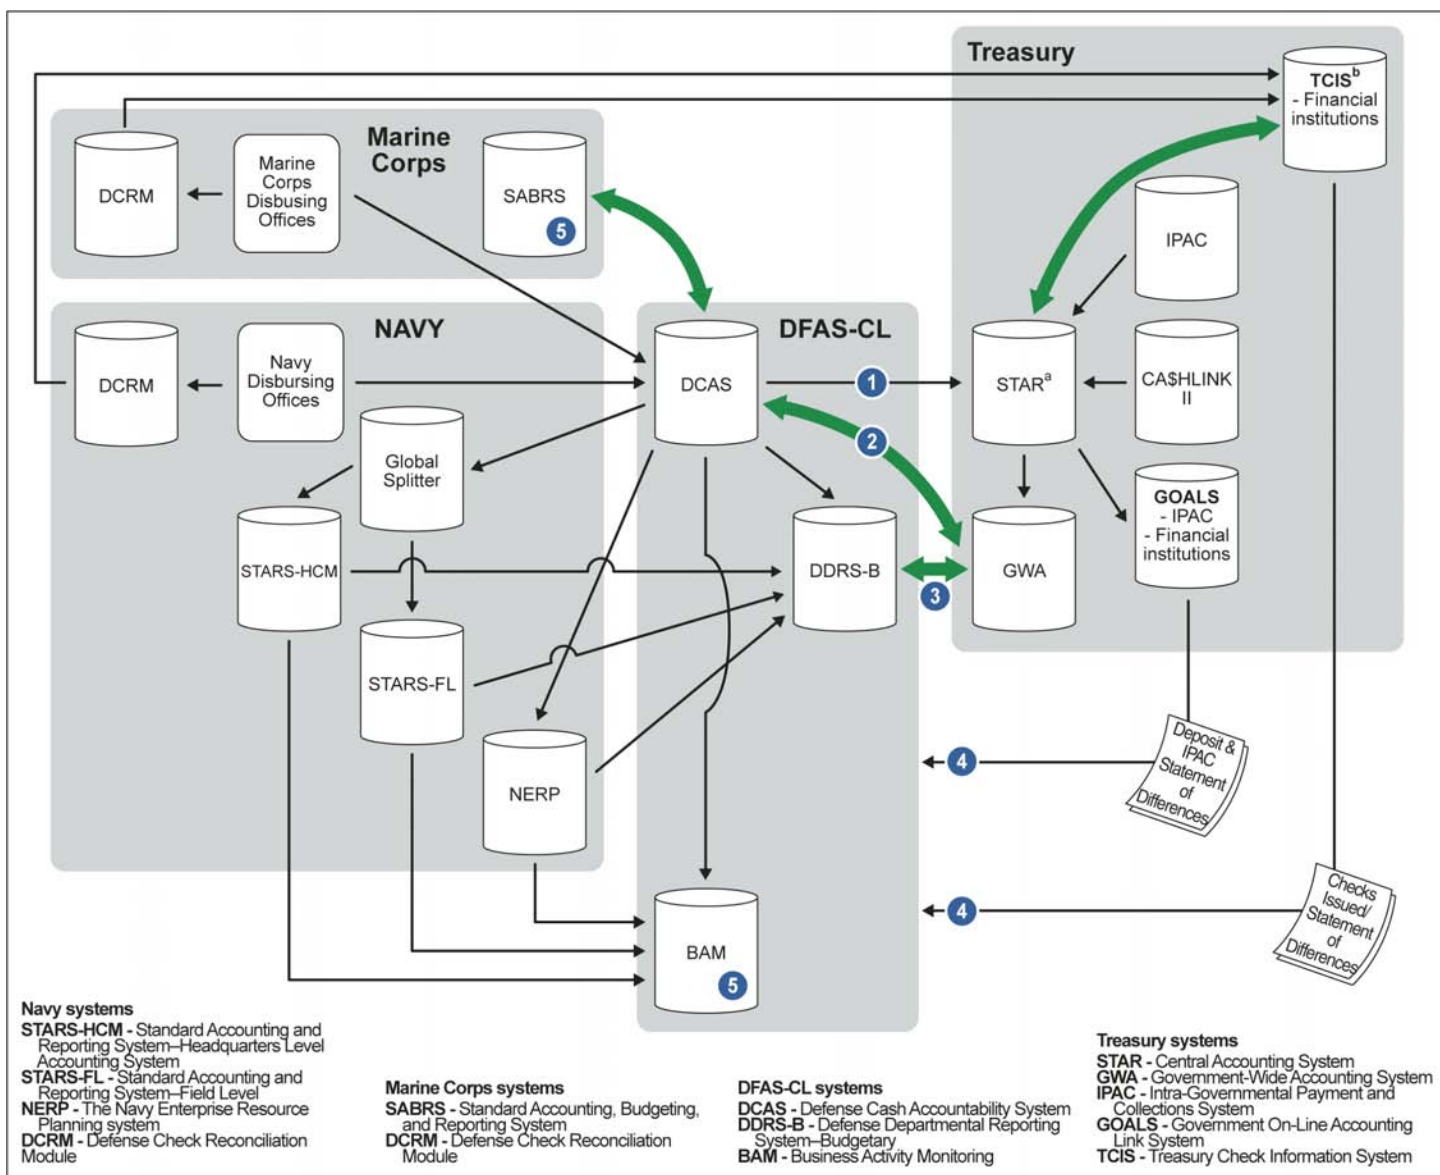 Treasury
TCISb
- Financial
institutions
Marine
Corps
DCRM
Marine
Corps
Disbusing
Offices
SABRS
5
IPAC
NAVY
DFAS-CL
DCRM
Navy
Disbursing
Offices
DCAS
1
STARa
CA$HLINK
II
2
Global
Splitter
GOALS
- IPAC
- Financial
institutions
STARS-HCM
DDRS-B
3
GWA
STARS-FL
NERP
4
Deposit &
IPAC
Statement
of
Differences
4
Checks
Issued/
Statement
of
Differences
BAM
5
Navy systems
STARS-HCM - Standard Accounting and
Reporting System–Headquarters Level
Accounting System
STARS-FL - Standard Accounting and
Reporting System–Field Level
NERP - The Navy Enterprise Resource
Planning system
DCRM - Defense Check Reconciliation
Module
Marine Corps systems
SABRS - Standard Accounting, Budgeting,
and Reporting System
DCRM - Defense Check Reconciliation
Module
DFAS-CL systems
DCAS - Defense Cash Accountability System
DDRS-B - Defense Departmental Reporting
System–Budgetary
BAM - Business Activity Monitoring
Treasury systems
STAR - Central Accounting System
GWA - Government-Wide Accounting System
IPAC - Intra-Governmental Payment and
Collections System
GOALS - Government On-Line Accounting
Link System
TCIS - Treasury Check Information System